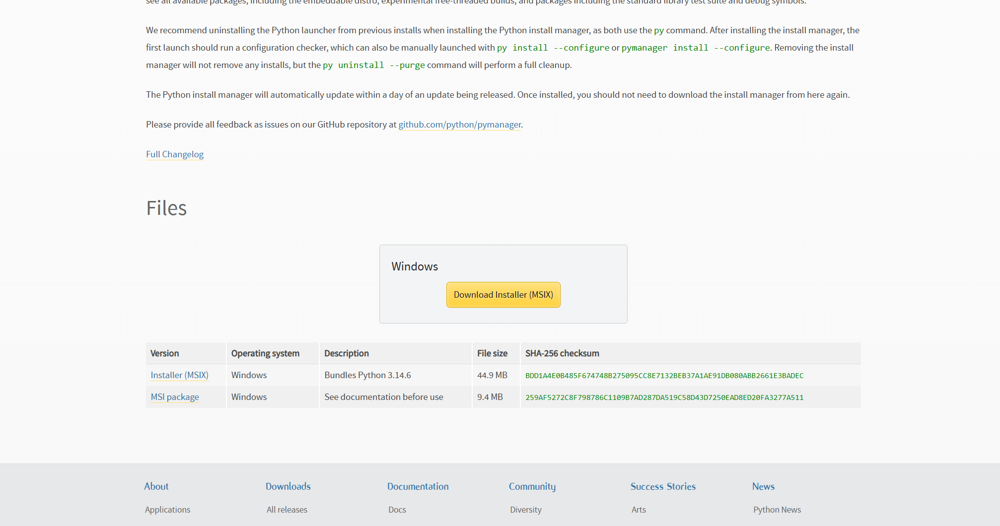 see all available packages, including the embeddable distro, experimental free-threaded builds, and packages including the standard library test suite and debug symbols.
We recommend uninstalling the Python launcher from previous installs when installing the Python install manager, as both use the py command. After installing the install manager, the
first launch should run a configuration checker, which can also be manually launched with py install --configure or pymanager install --configure. Removing the install
manager will not remove any installs, but the py uninstall --purge command will perform a full cleanup.
The Python install manager will automatically update within a day of an update being released. Once installed, you should not need to download the install manager from here again.
Please provide all feedback as issues on our GitHub repository at github.com/python/pymanager.
Full Changelog
Files
Windows
Download Installer (MSIX)
Version Operating system Description File size SHA-256 checksum
Installer (MSIX) Windows Bundles Python 3.14.6 44.9 MB BDD1A4E0B485F674748B275095CC8E7132BEB37A1AE91DB080ABB2661E3BADEC
MSI package Windows See documentation before use 9.4 MB 259AF5272C8F798786C1109B7AD287DA519C58D43D7250EAD8ED20FA3277A511
About Downloads Documentation Community Success Stories News
Applications All releases Docs Diversity Arts Python News